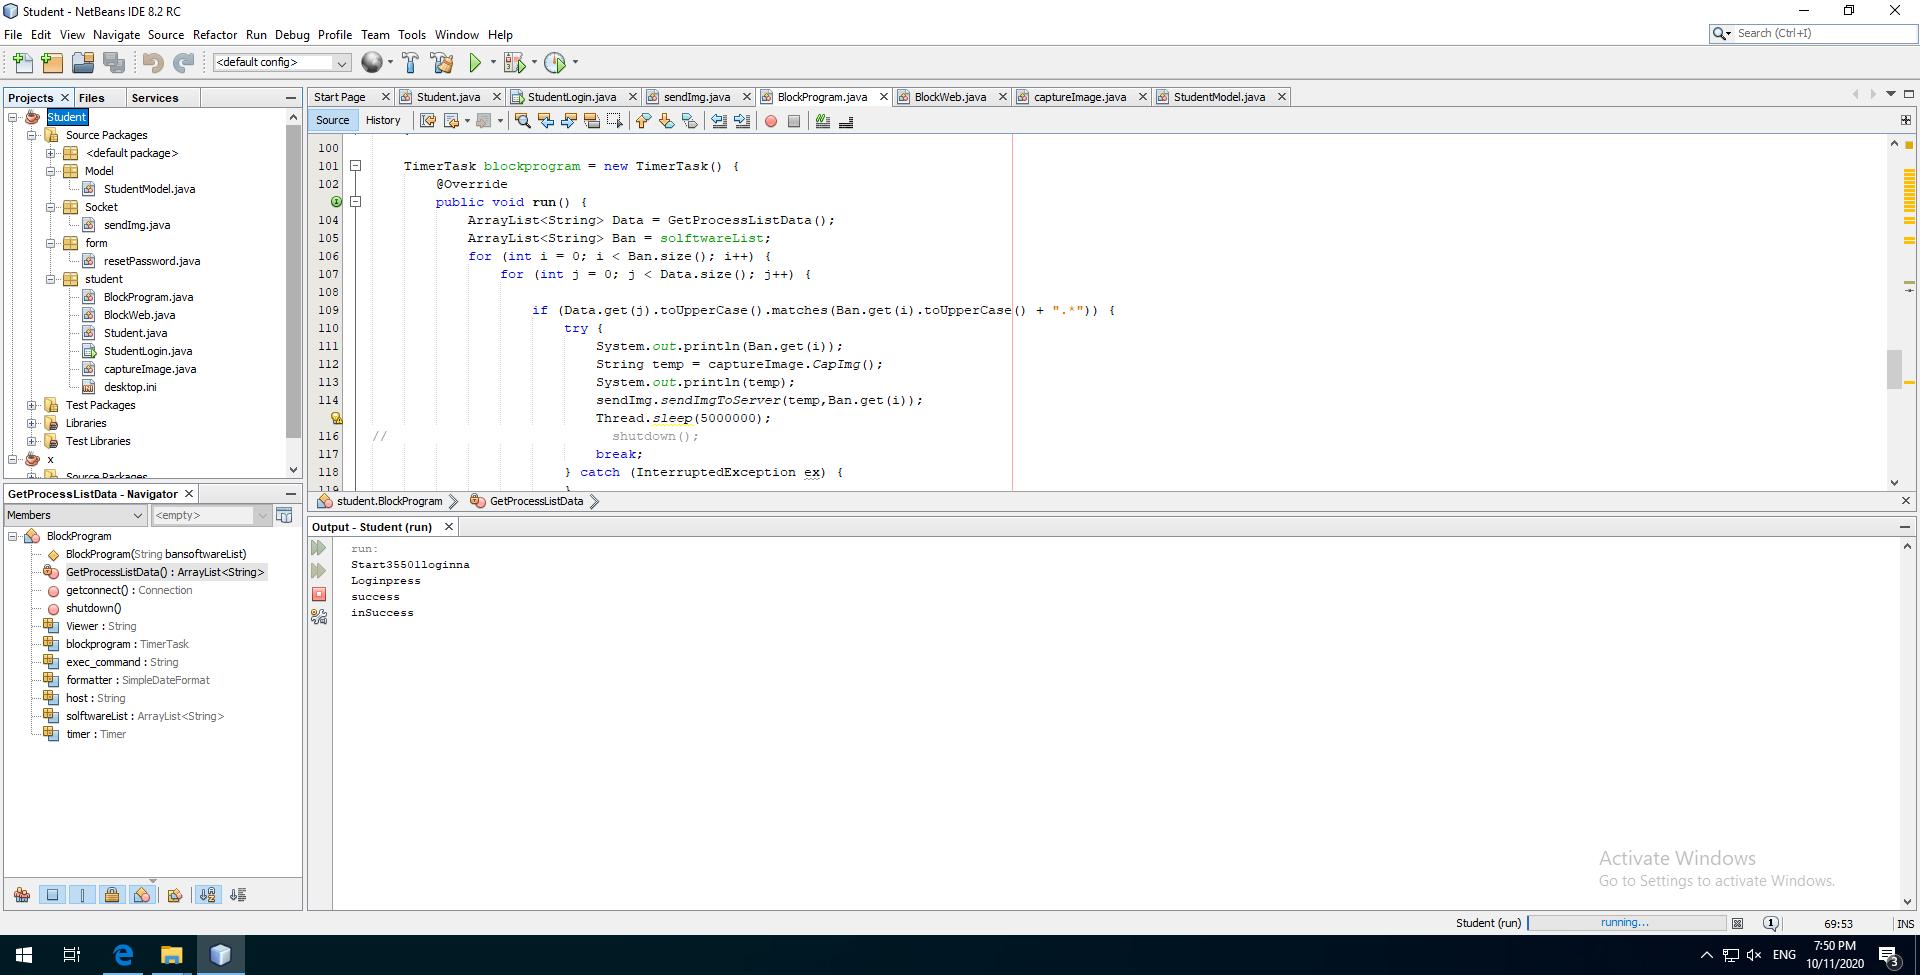 Student - NetBeans IDE 8.2 RC
File Edit View Navigate Source Refactor Run Debug Profile Team Tools Window Help
Search (Ctrl+I)
<default config>
Projects Files Services
Student
Source Packages
<default package>
Model
StudentModel.java
Socket
sendImg.java
form
resetPassword.java
student
BlockProgram.java
BlockWeb.java
Student.java
StudentLogin.java
captureImage.java
desktop.ini
Test Packages
Libraries
Test Libraries
x
Source Packages
GetProcessListData - Navigator
Members <empty>
BlockProgram
BlockProgram(String bansoftwareList)
GetProcessListData() : ArrayList<String>
getconnect() : Connection
shutdown()
Viewer : String
blockprogram : TimerTask
exec_command : String
formatter : SimpleDateFormat
host : String
solftwareList : ArrayList<String>
timer : Timer
Start Page Student.java StudentLogin.java sendImg.java BlockProgram.java BlockWeb.java captureImage.java StudentModel.java
Source History
100
101 TimerTask blockprogram = new TimerTask() {
102 @Override
public void run() {
104 ArrayList<String> Data = GetProcessListData();
105 ArrayList<String> Ban = solftwareList;
106 for (int i = 0; i < Ban.size(); i++) {
107 for (int j = 0; j < Data.size(); j++) {
108
109 if (Data.get(j).toUpperCase().matches(Ban.get(i).toUpperCase() + ".*")) {
110 try {
111 System.out.println(Ban.get(i));
112 String temp = captureImage.CapImg();
113 System.out.println(temp);
114 sendImg.sendImgToServer(temp,Ban.get(i));
Thread.sleep(5000000);
116 // shutdown();
117 break;
118 } catch (InterruptedException ex) {
119 }
student.BlockProgram GetProcessListData
Output - Student (run)
run:
Start35501loginna
Loginpress
success
inSuccess
Activate Windows
Go to Settings to activate Windows.
Student (run) running... 1 69:53 INS
ENG 7:50 PM
10/11/2020 3